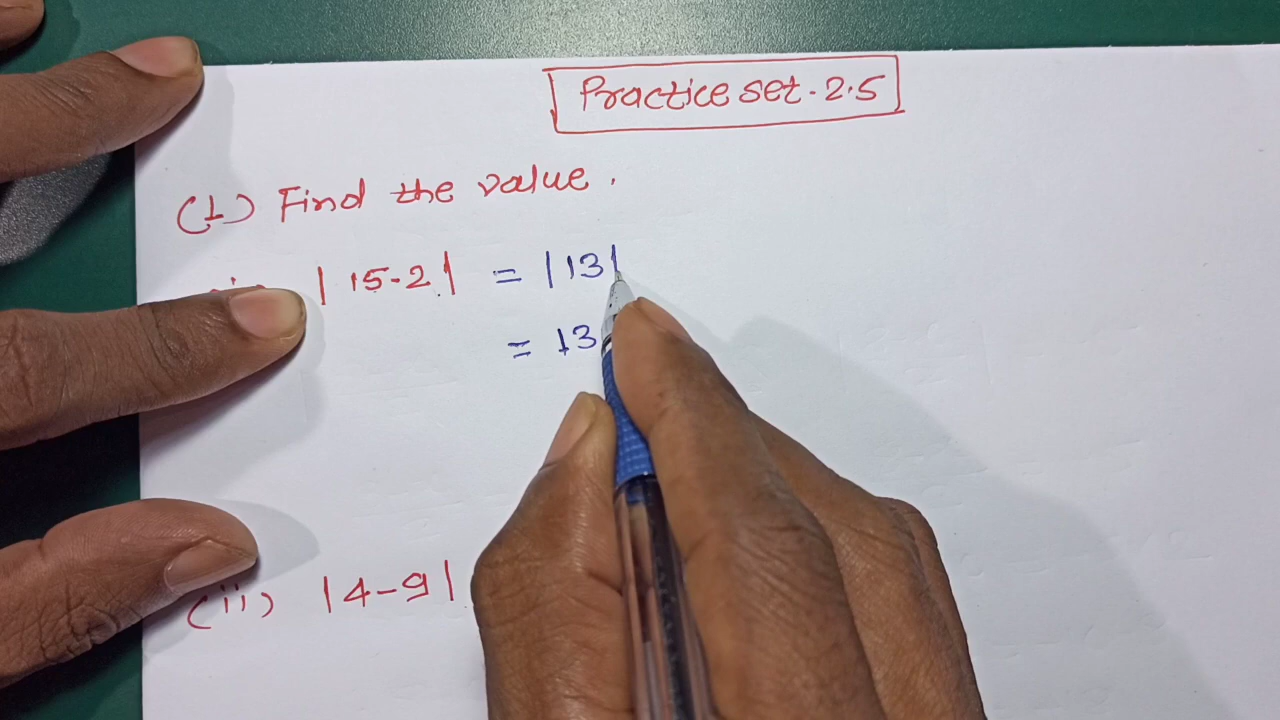 Practice set-2.5
(1) Find the value.
|15-2| = |13|
= 13
(ii) |4-9|